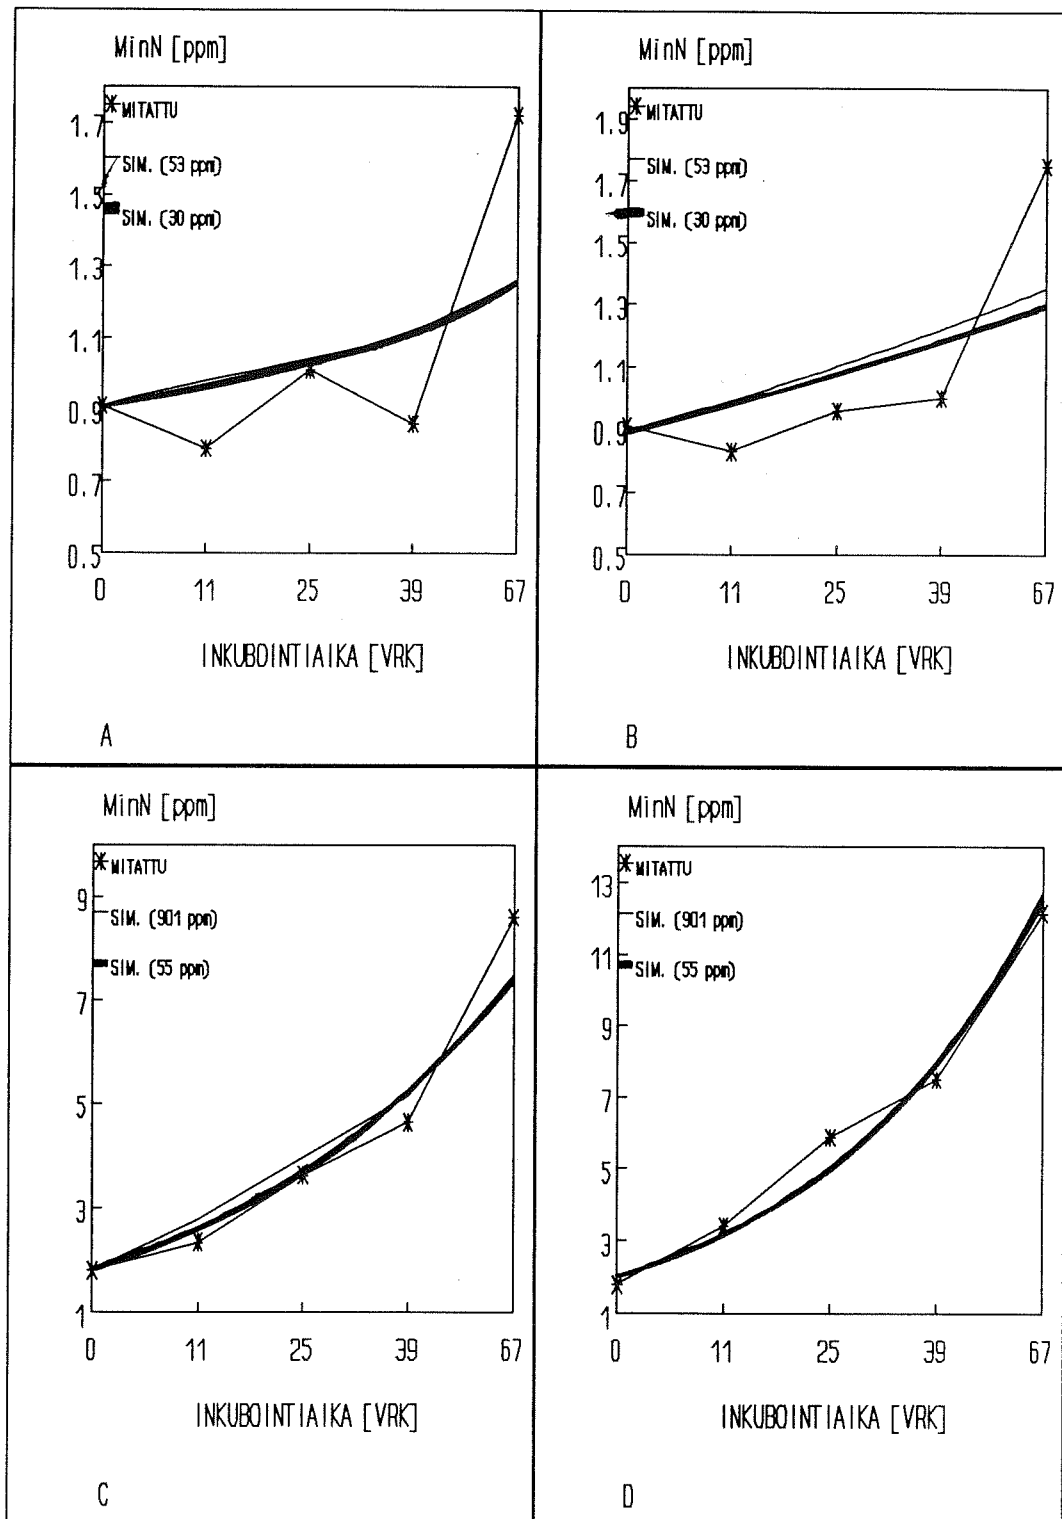 MinN [ppm]
MITATTU
SIM. (53 ppm)
SIM. (30 ppm)
1.7
1.5
1.3
1.1
0.9
0.7
0.5
0 11 25 39 67
INKUBOINTIAIKA [VRK]
A
MinN [ppm]
MITATTU
SIM. (53 ppm)
SIM. (30 ppm)
1.9
1.7
1.5
1.3
1.1
0.9
0.7
0.5
0 11 25 39 67
INKUBOINTIAIKA [VRK]
B
MinN [ppm]
MITATTU
SIM. (901 ppm)
SIM. (55 ppm)
9
7
5
3
1
0 11 25 39 67
INKUBOINTIAIKA [VRK]
C
MinN [ppm]
MITATTU
SIM. (901 ppm)
SIM. (55 ppm)
13
11
9
7
5
3
1
0 11 25 39 67
INKUBOINTIAIKA [VRK]
D